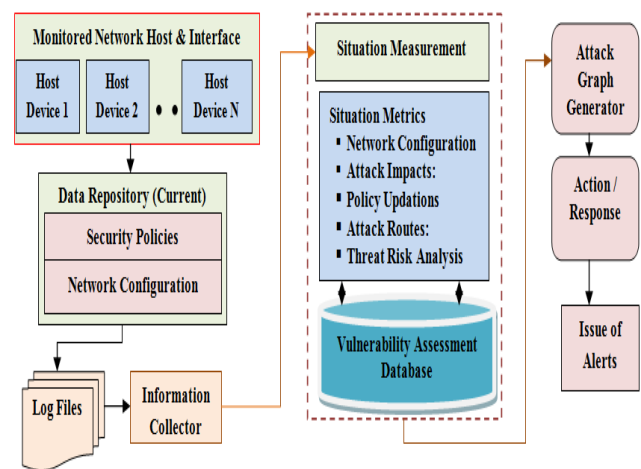 Monitored Network Host & Interface
Host
Device 1
Host
Device 2
Host
Device N
Data Repository (Current)
Security Policies
Network Configuration
Log Files
Information
Collector
Situation Measurement
Situation Metrics
▪ Network Configuration
▪ Attack Impacts:
▪ Policy Updations
▪ Attack Routes:
▪ Threat Risk Analysis
Vulnerability Assessment
Database
Attack
Graph
Generator
Action /
Response
Issue of
Alerts